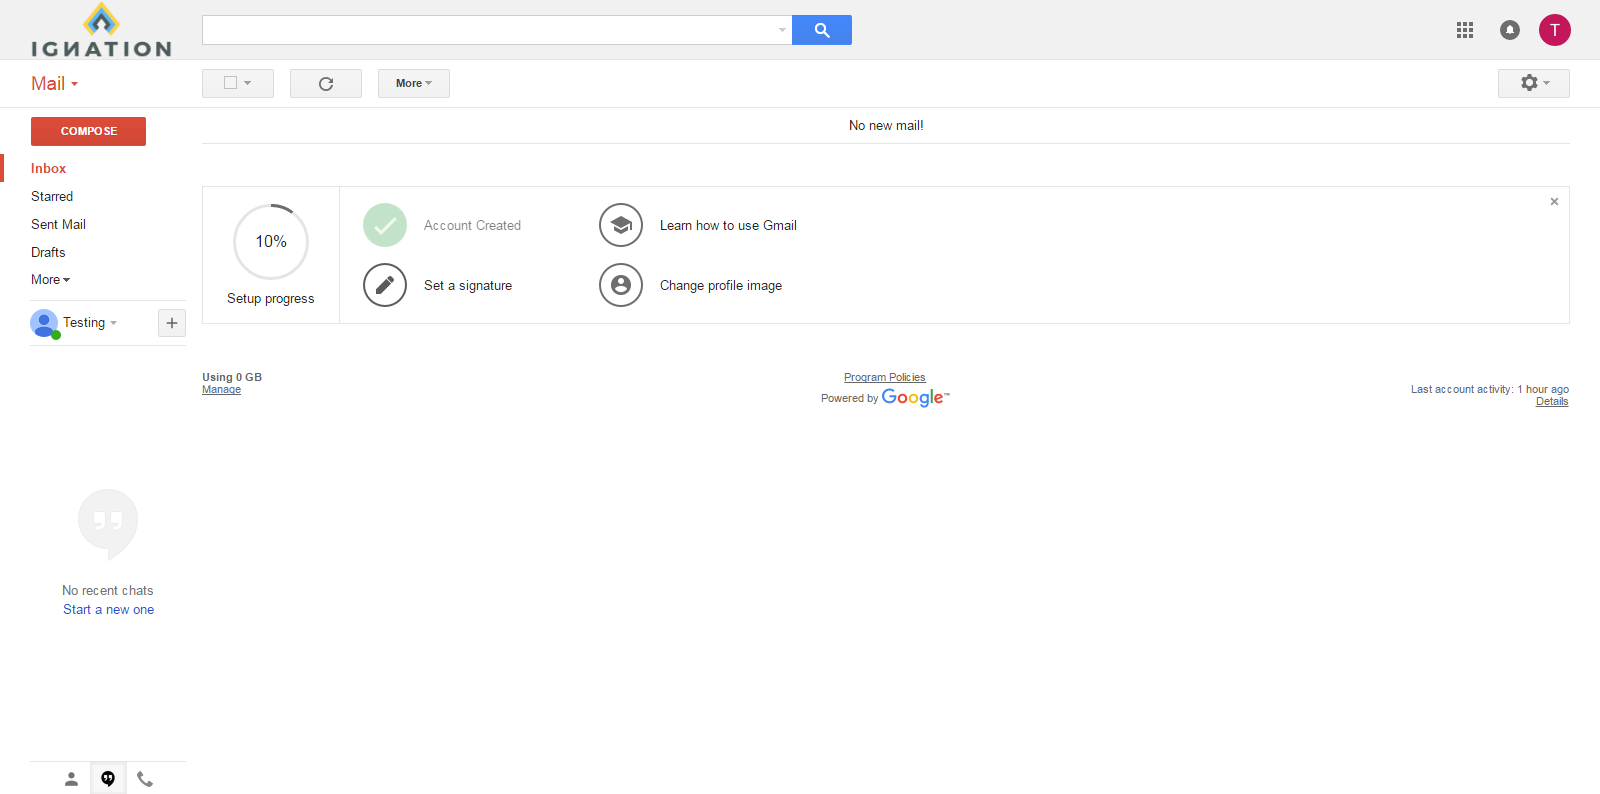 IGNATION
T
Mail
More
COMPOSE
No new mail!
Inbox
Starred
Sent Mail
Drafts
More
Testing
10%
Setup progress
Account Created
Learn how to use Gmail
Set a signature
Change profile image
Using 0 GB
Manage
Program Policies
Powered by Google™
Last account activity: 1 hour ago
Details
No recent chats
Start a new one